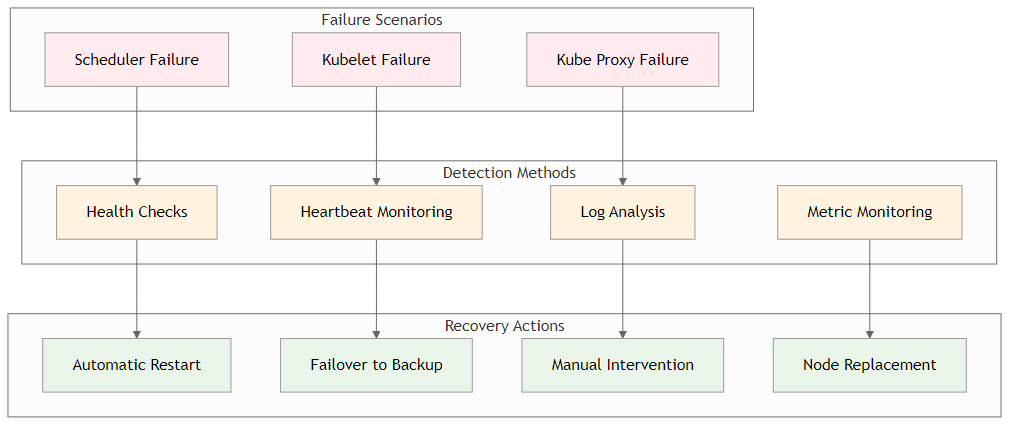 Failure Scenarios
Scheduler Failure
Kubelet Failure
Kube Proxy Failure
Detection Methods
Health Checks
Heartbeat Monitoring
Log Analysis
Metric Monitoring
Recovery Actions
Automatic Restart
Failover to Backup
Manual Intervention
Node Replacement